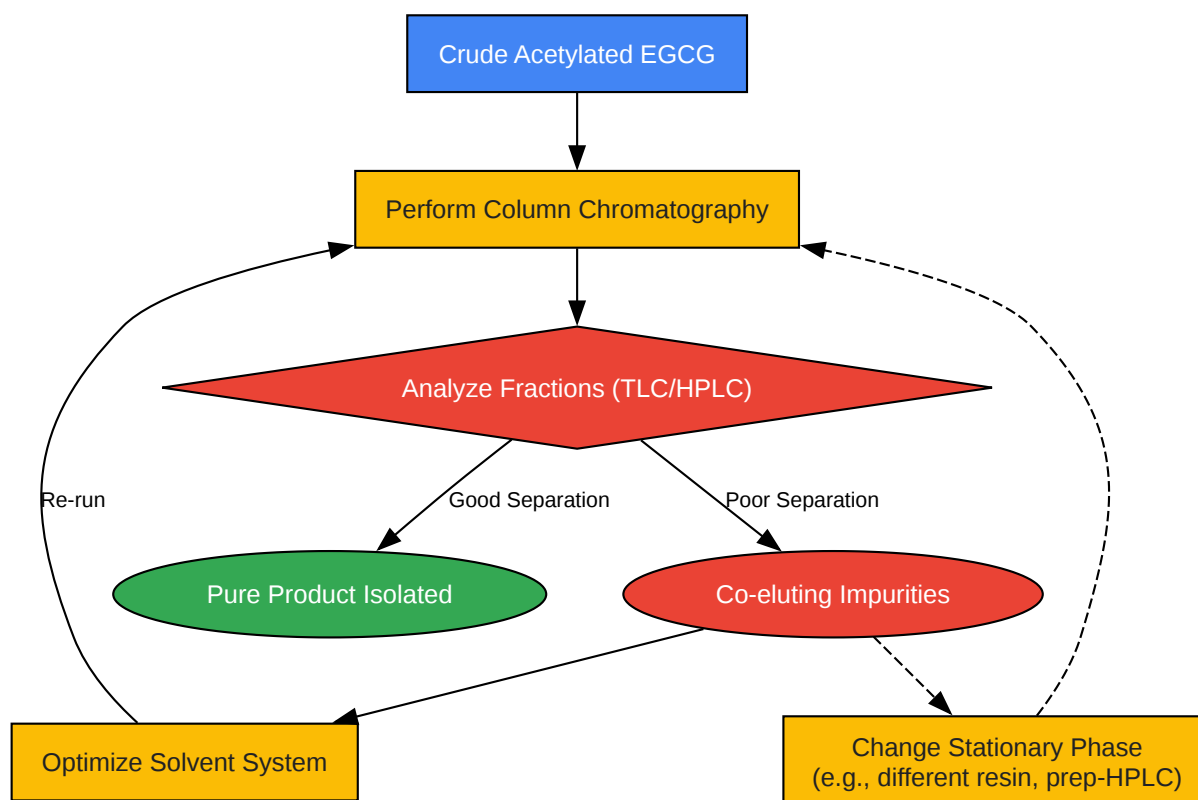 Crude Acetylated EGCG
Perform Column Chromatography
Analyze Fractions (TLC/HPLC)
Re-run
Good Separation
Poor Separation
Pure Product Isolated
Co-eluting Impurities
Optimize Solvent System
Change Stationary Phase
(e.g., different resin, prep-HPLC)